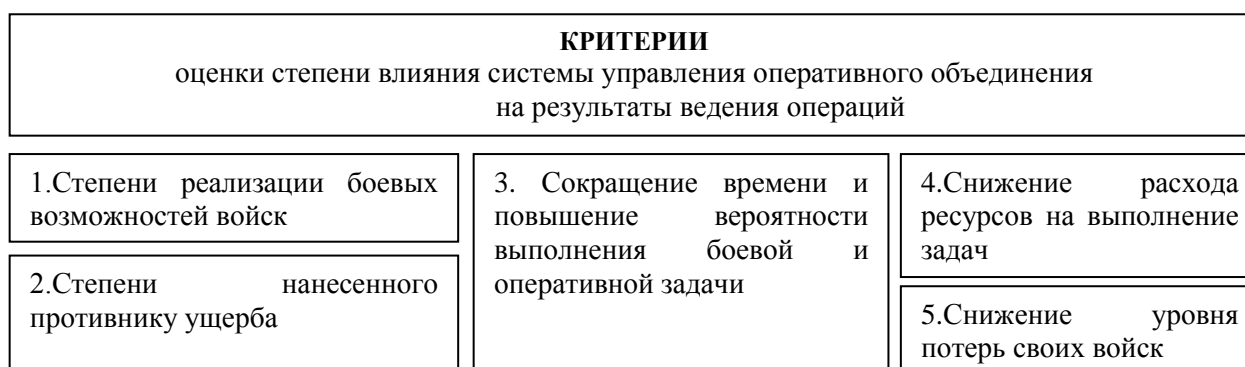 КРИТЕРИИ
оценки степени влияния системы управления оперативного объединения
на результаты ведения операций
1.Степени реализации боевых
возможностей войск
2.Степени нанесенного
противнику ущерба
3. Сокращение времени и
повышение вероятности
выполнения боевой и
оперативной задачи
4.Снижение расхода
ресурсов на выполнение
задач
5.Снижение уровня
потерь своих войск